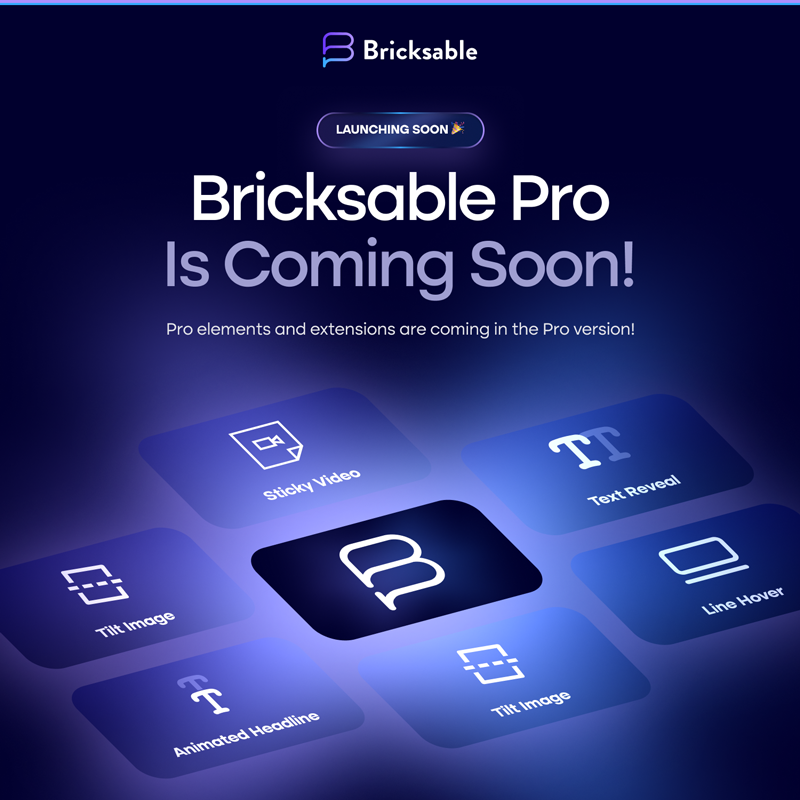 Bricksable
LAUNCHING SOON 🎉
Bricksable Pro
Is Coming Soon!
Pro elements and extensions are coming in the Pro version!
Sticky Video
Text Reveal
Tilt Image
Line Hover
Animated Headline
Tilt Image